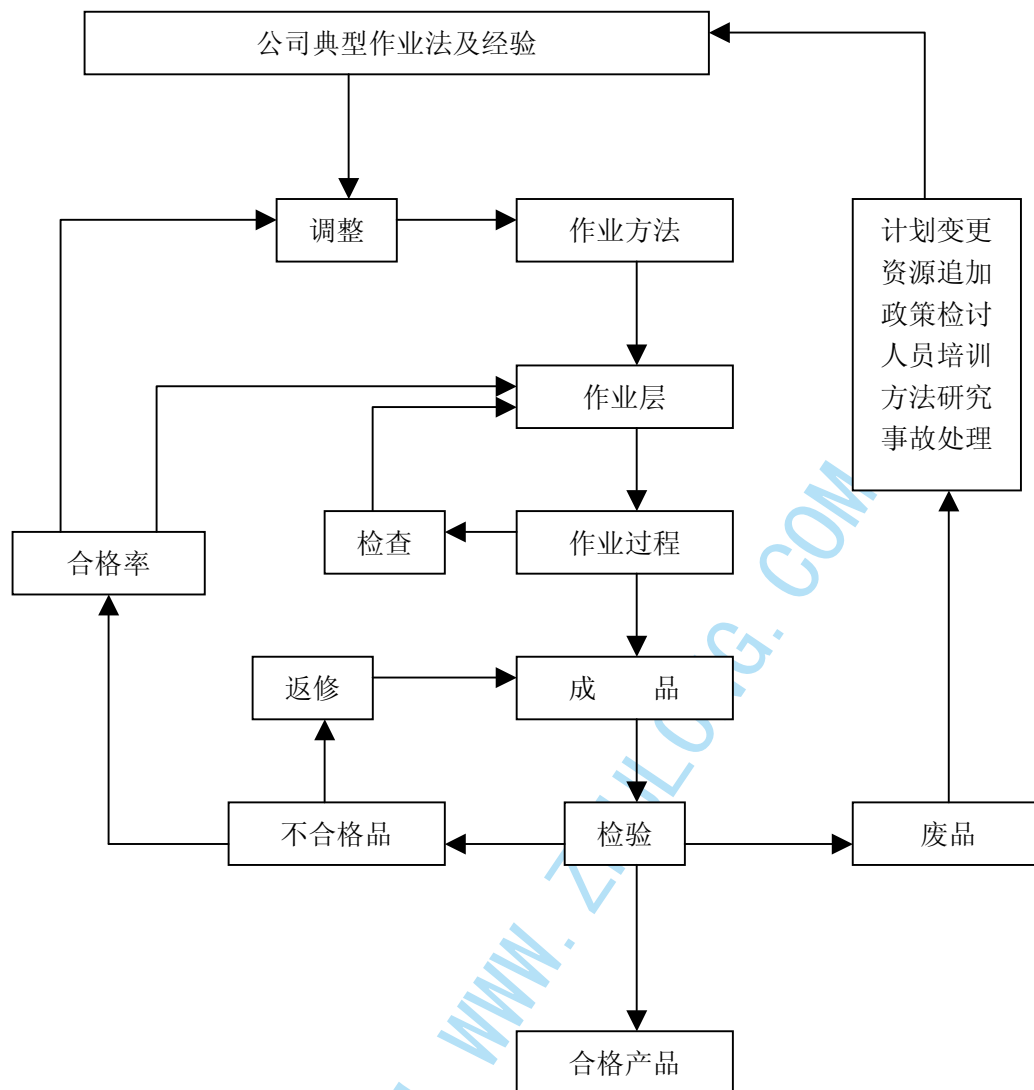 公司典型作业法及经验
调整
作业方法
计划变更
资源追加
政策检讨
人员培训
方法研究
事故处理
作业层
合格率
检查
作业过程
返修
成 品
不合格品
检验
废品
合格产品